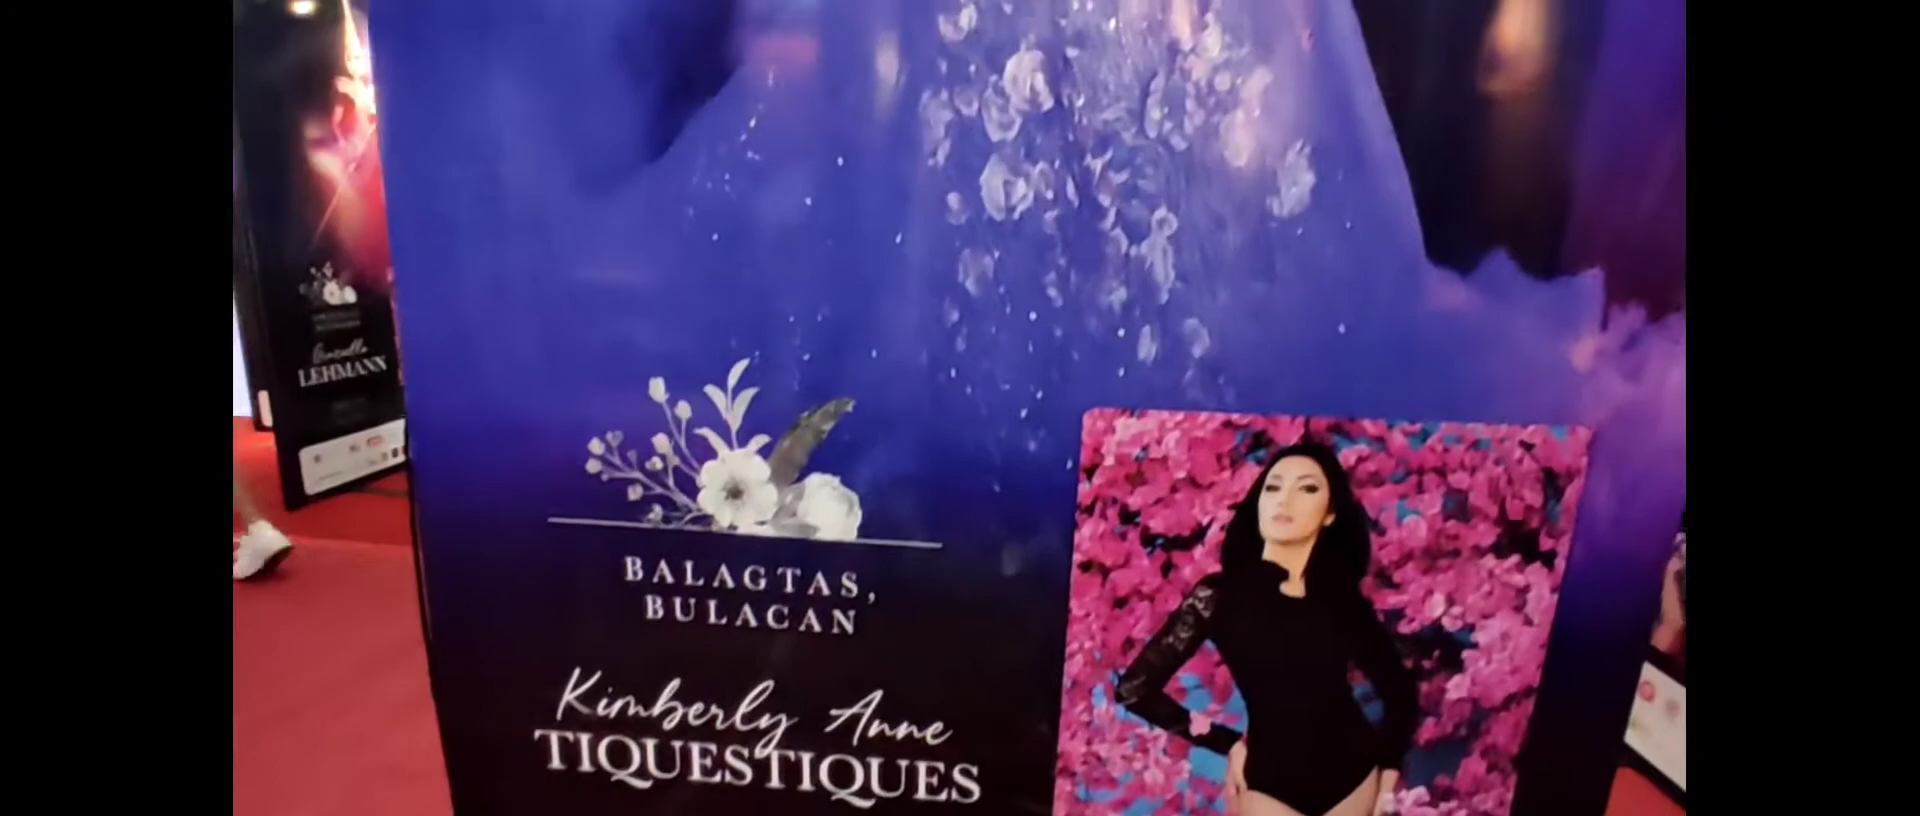 LEHMANN
BALAGTAS,
BULACAN
Kimberly Anne
TIQUESTIQUES